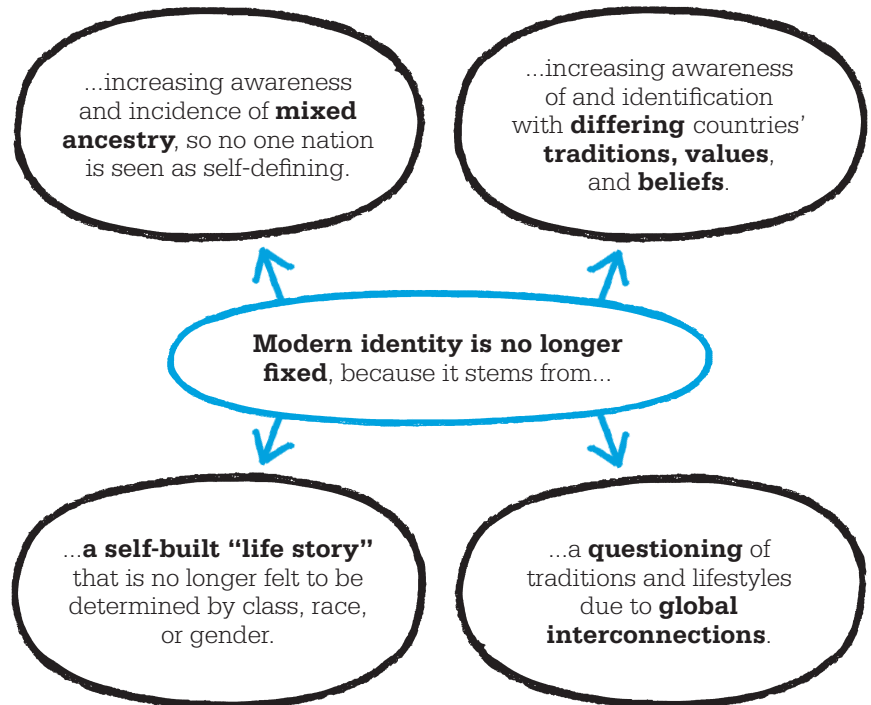 ...increasing awareness
and incidence of mixed
ancestry, so no one nation
is seen as self-defining.
...increasing awareness
of and identification
with differing countries’
traditions, values,
and beliefs.
Modern identity is no longer
fixed, because it stems from...
...a self-built “life story”
that is no longer felt to be
determined by class, race,
or gender.
...a questioning of
traditions and lifestyles
due to global
interconnections.